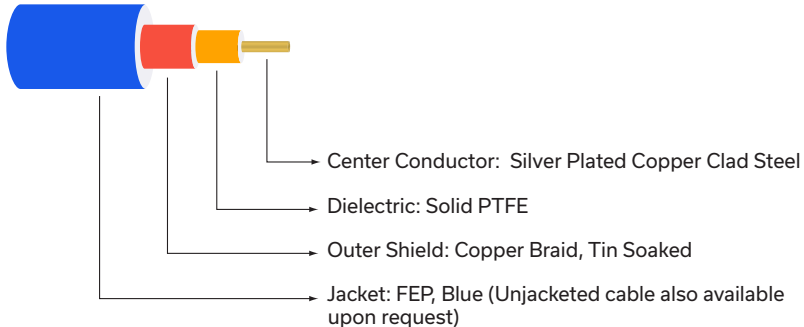 Center Conductor: Silver Plated Copper Clad Steel
Dielectric: Solid PTFE
Outer Shield: Copper Braid, Tin Soaked
Jacket: FEP, Blue (Unjacketed cable also available
upon request)